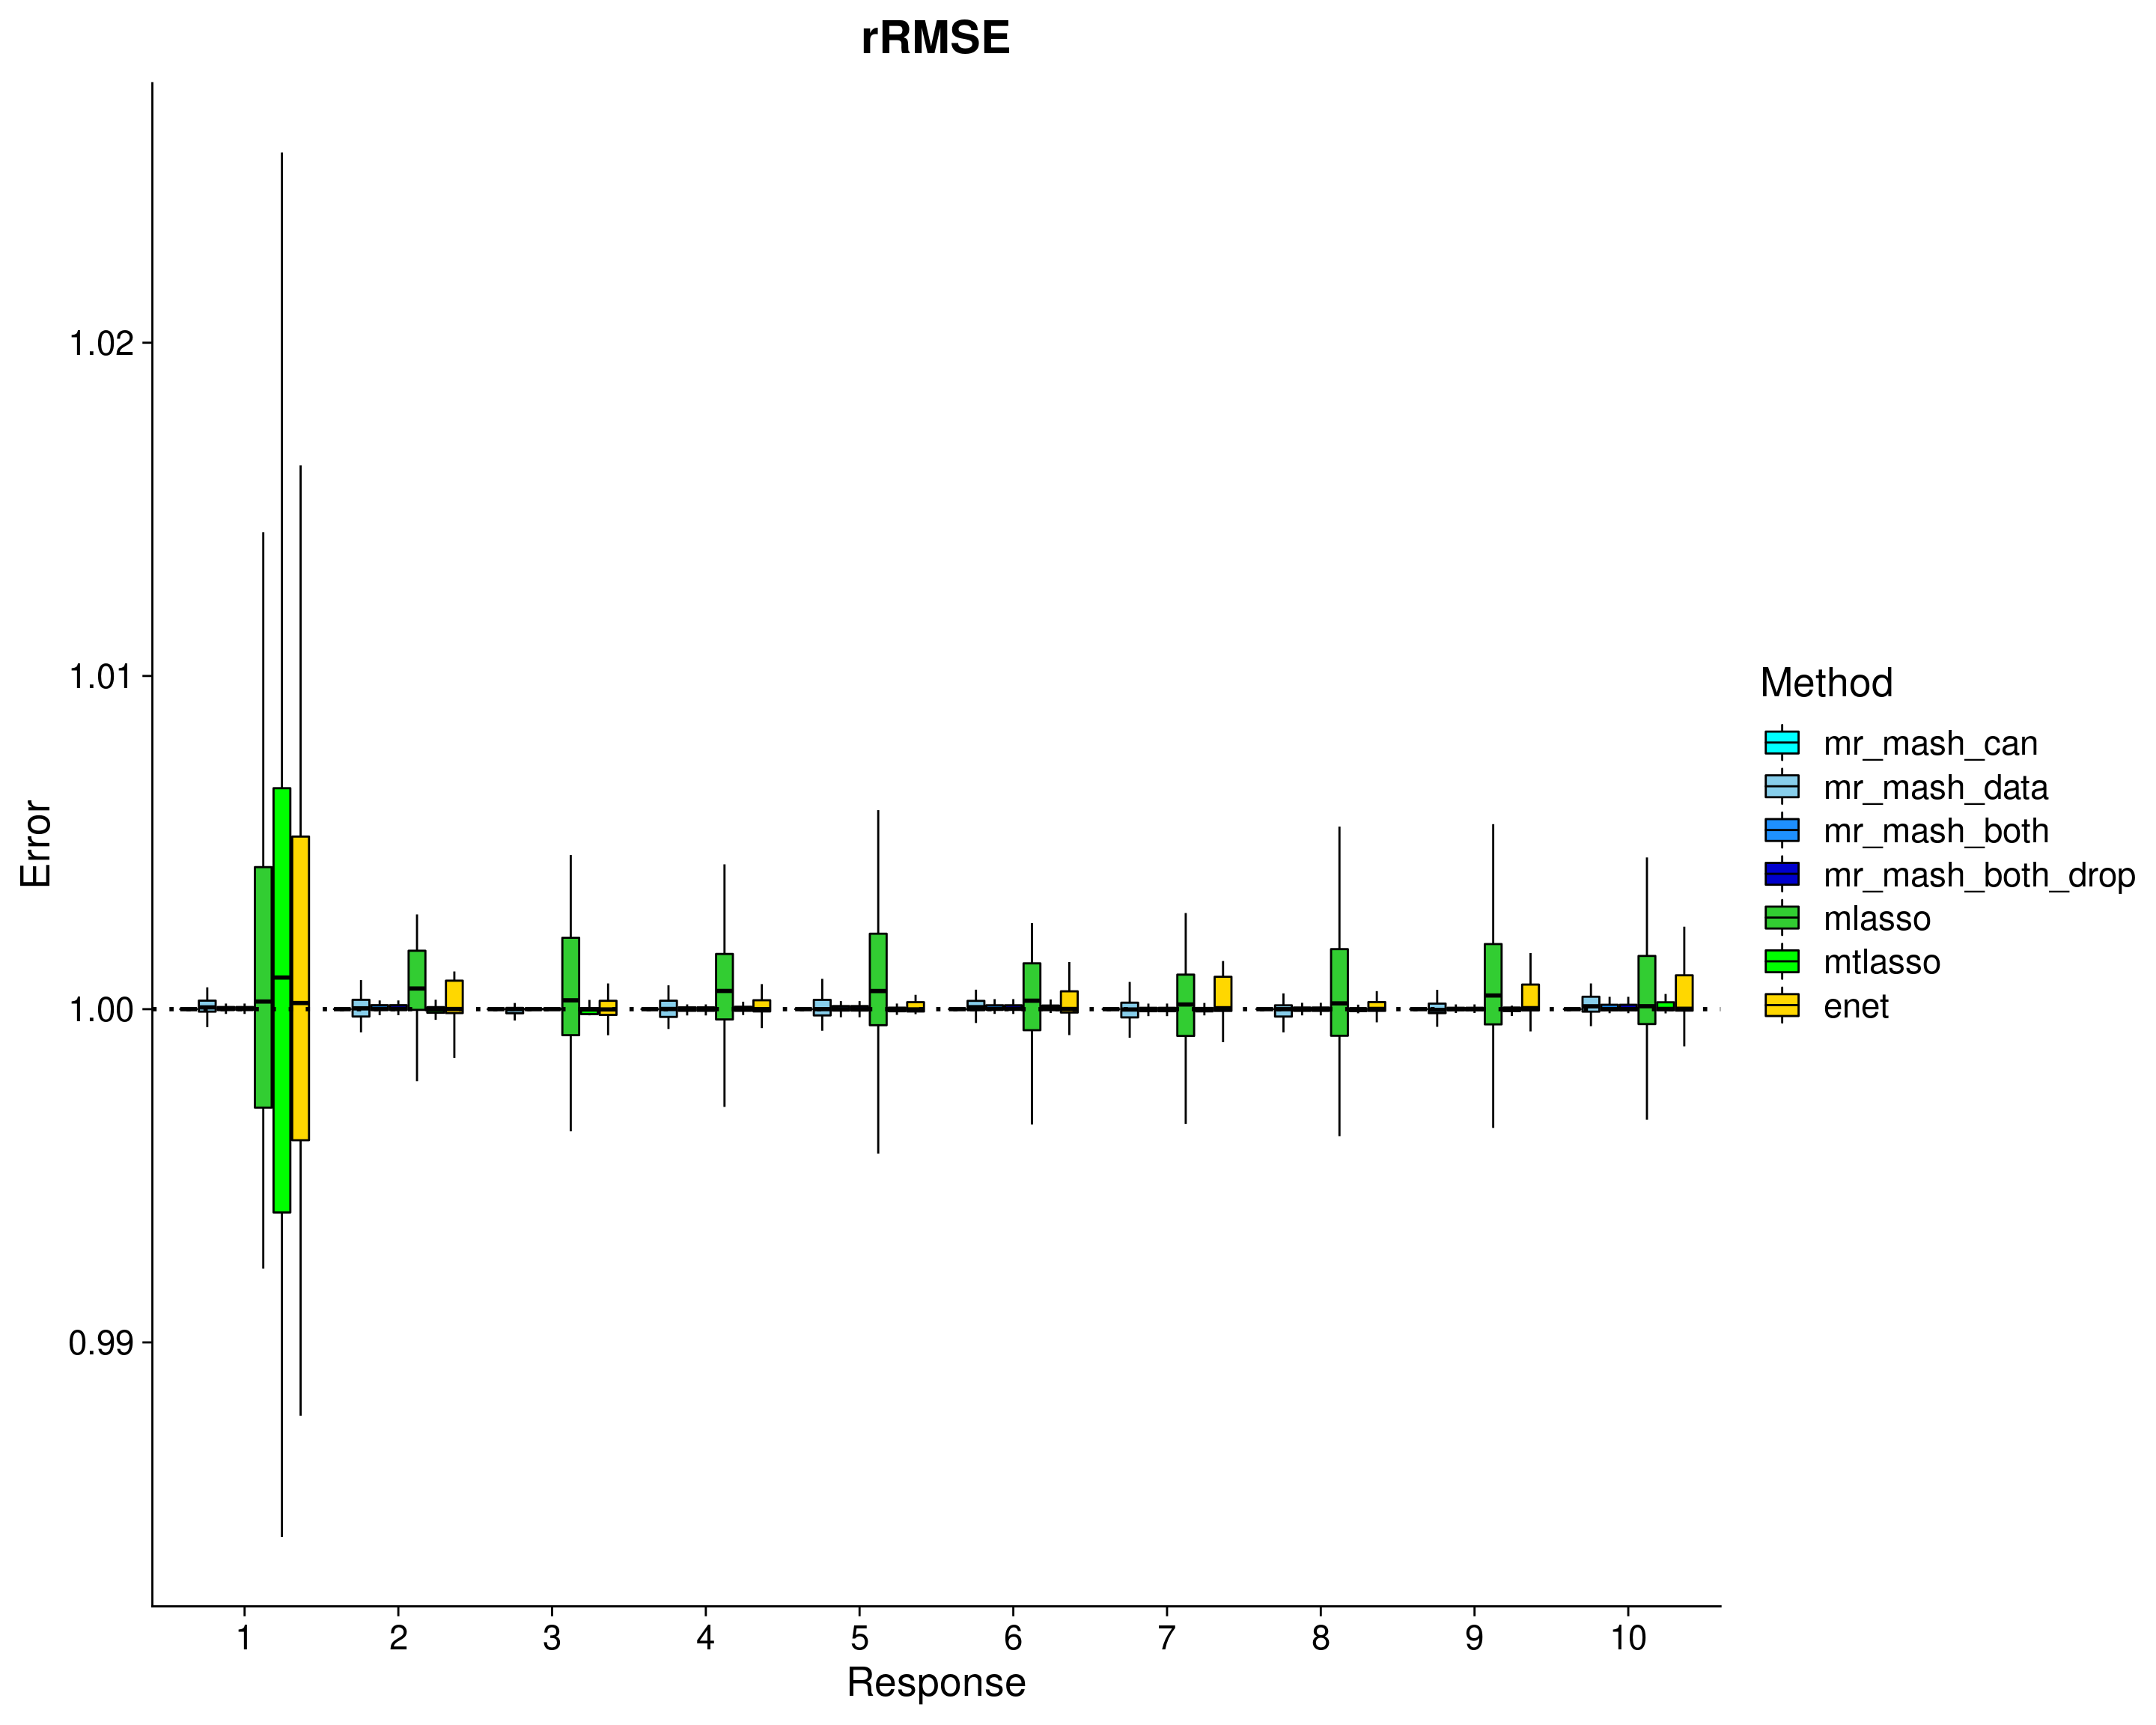 rRMSE
Error
1.02
1.01
1.00
0.99
1 2 3 4 5 6 7 8 9 10
Response
Method
mr_mash_can
mr_mash_data
mr_mash_both
mr_mash_both_drop
mlasso
mtlasso
enet